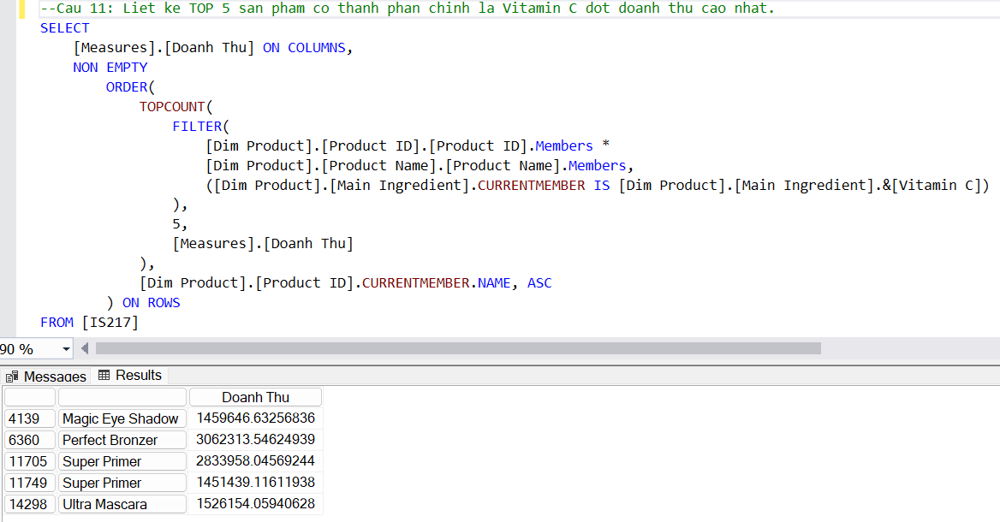 --Cau 11: Liet ke TOP 5 san pham co thanh phan chinh la Vitamin C dot doanh thu cao nhat.
SELECT
[Measures].[Doanh Thu] ON COLUMNS,
NON EMPTY
ORDER(
TOPCOUNT(
FILTER(
[Dim Product].[Product ID].[Product ID].Members *
[Dim Product].[Product Name].[Product Name].Members,
([Dim Product].[Main Ingredient].CURRENTMEMBER IS [Dim Product].[Main Ingredient].&[Vitamin C])
),
5,
[Measures].[Doanh Thu]
),
[Dim Product].[Product ID].CURRENTMEMBER.NAME, ASC
) ON ROWS
FROM [IS217]
90 %
Messages Results
Doanh Thu
4139 Magic Eye Shadow 1459646.63256836
6360 Perfect Bronzer 3062313.54624939
11705 Super Primer 2833958.04569244
11749 Super Primer 1451439.11611938
14298 Ultra Mascara 1526154.05940628